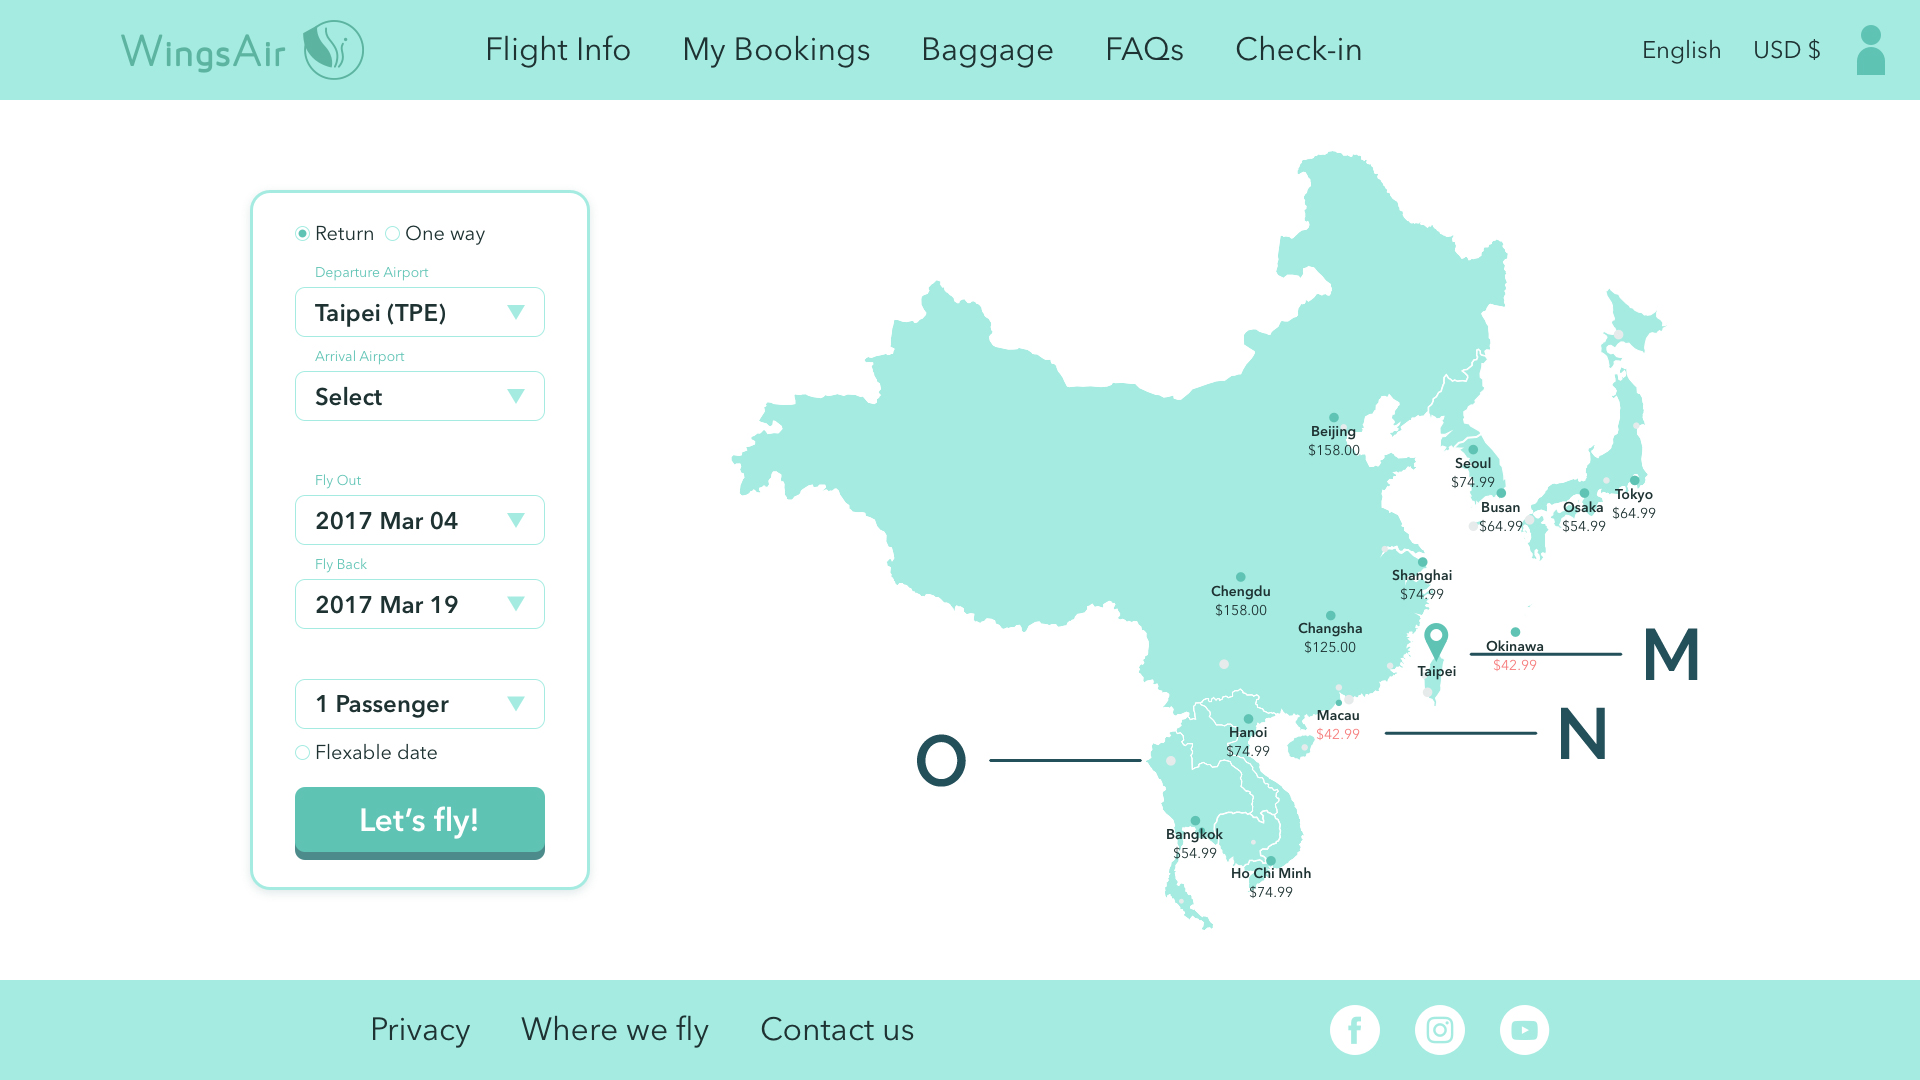 WingsAir
Flight Info
My Bookings
Baggage
FAQs
Check-in
English
USD $
Return
One way
Departure Airport
Taipei (TPE)
Arrival Airport
Select
Fly Out
2017 Mar 04
Fly Back
2017 Mar 19
1 Passenger
Flexable date
Let's fly!
Beijing
$158.00
Seoul
$74.99
Busan
$64.99
Osaka
$54.99
Tokyo
$64.99
Shanghai
$74.99
Chengdu
$158.00
Changsha
$125.00
Taipei
Okinawa
$42.99
M
Macau
$42.99
N
Hanoi
$74.99
O
Bangkok
$54.99
Ho Chi Minh
$74.99
Privacy
Where we fly
Contact us